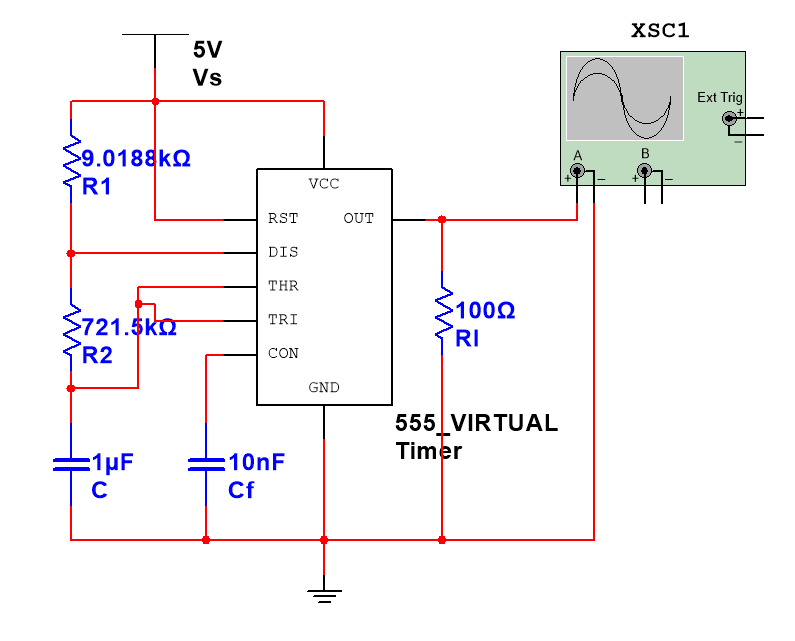 XSC1
5V
Vs
Ext Trig
+
−
A
B
+
−
+
−
9.0188kΩ
R1
VCC
RST
OUT
DIS
THR
TRI
CON
GND
721.5kΩ
R2
100Ω
Rl
555_VIRTUAL
Timer
1µF
C
10nF
Cf